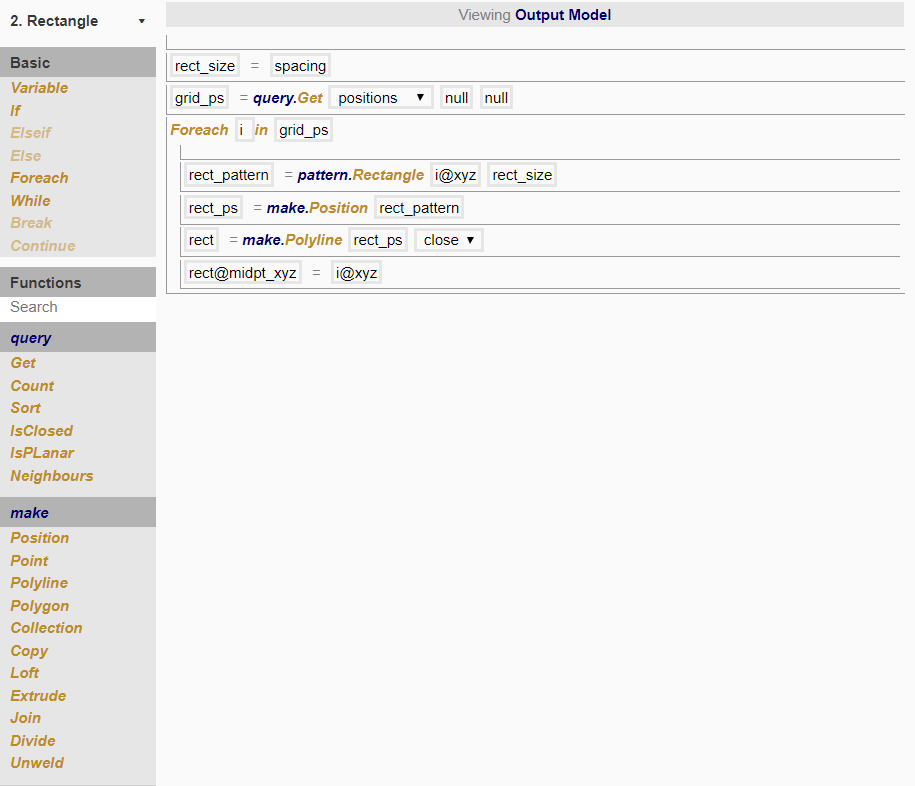 2. Rectangle ▾
Viewing Output Model
Basic
Variable
If
Elseif
Else
Foreach
While
Break
Continue
Functions
Search
query
Get
Count
Sort
IsClosed
IsPLanar
Neighbours
make
Position
Point
Polyline
Polygon
Collection
Copy
Loft
Extrude
Join
Divide
Unweld
rect_size = spacing
grid_ps = query.Get positions ▼ null null
Foreach i in grid_ps
rect_pattern = pattern.Rectangle i@xyz rect_size
rect_ps = make.Position rect_pattern
rect = make.Polyline rect_ps close ▼
rect@midpt_xyz = i@xyz